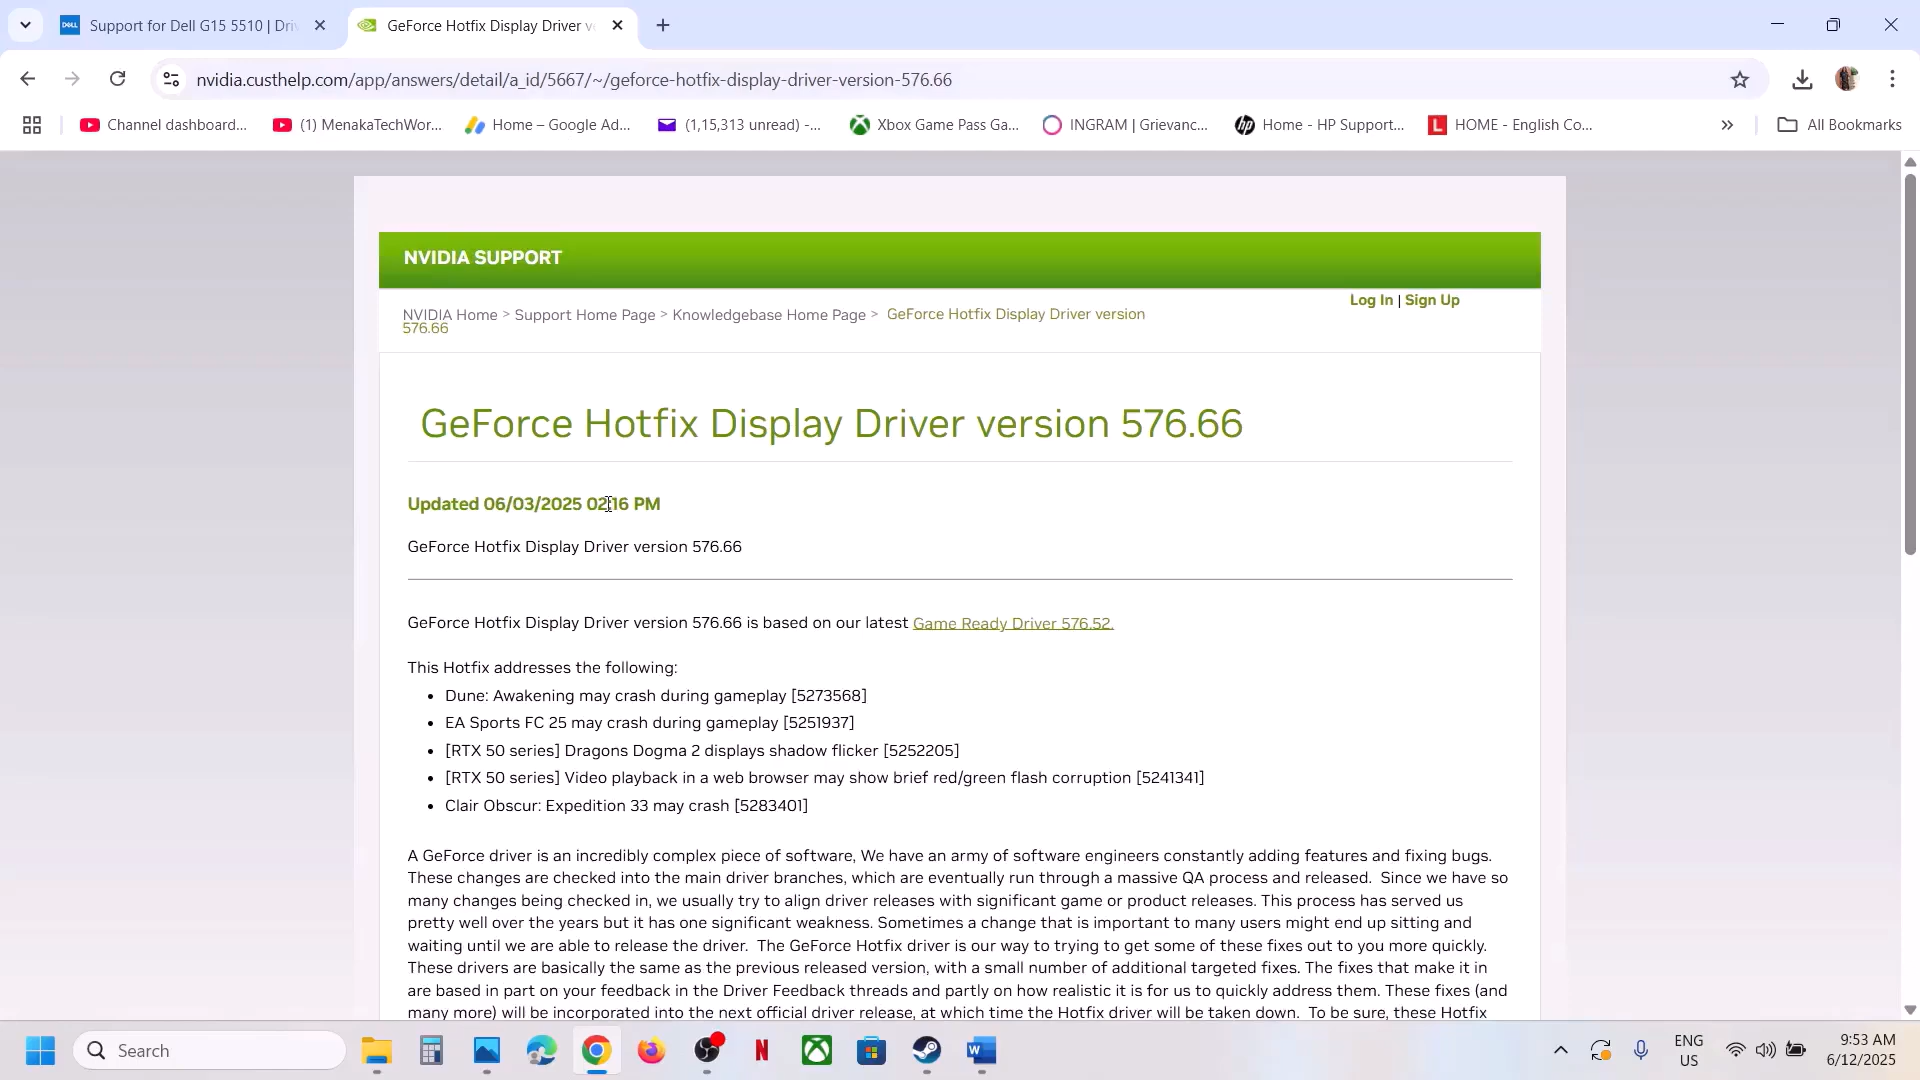 Support for Dell G15 5510 | Dri
GeForce Hotfix Display Driver ve
nvidia.custhelp.com/app/answers/detail/a_id/5667/~/geforce-hotfix-display-driver-version-576.66
Channel dashboard...
(1) MenakaTechWor...
Home – Google Ad...
(1,15,313 unread) -...
Xbox Game Pass Ga...
INGRAM | Grievanc...
Home - HP Support...
HOME - English Co...
All Bookmarks
NVIDIA SUPPORT
Log In | Sign Up
NVIDIA Home > Support Home Page > Knowledgebase Home Page > GeForce Hotfix Display Driver version
576.66
GeForce Hotfix Display Driver version 576.66
Updated 06/03/2025 02:16 PM
GeForce Hotfix Display Driver version 576.66
GeForce Hotfix Display Driver version 576.66 is based on our latest Game Ready Driver 576.52.
This Hotfix addresses the following:
• Dune: Awakening may crash during gameplay [5273568]
• EA Sports FC 25 may crash during gameplay [5251937]
• [RTX 50 series] Dragons Dogma 2 displays shadow flicker [5252205]
• [RTX 50 series] Video playback in a web browser may show brief red/green flash corruption [5241341]
• Clair Obscur: Expedition 33 may crash [5283401]
A GeForce driver is an incredibly complex piece of software, We have an army of software engineers constantly adding features and fixing bugs.
These changes are checked into the main driver branches, which are eventually run through a massive QA process and released. Since we have so
many changes being checked in, we usually try to align driver releases with significant game or product releases. This process has served us
pretty well over the years but it has one significant weakness. Sometimes a change that is important to many users might end up sitting and
waiting until we are able to release the driver. The GeForce Hotfix driver is our way to trying to get some of these fixes out to you more quickly.
These drivers are basically the same as the previous released version, with a small number of additional targeted fixes. The fixes that make it in
are based in part on your feedback in the Driver Feedback threads and partly on how realistic it is for us to quickly address them. These fixes (and
many more) will be incorporated into the next official driver release, at which time the Hotfix driver will be taken down. To be sure, these Hotfix
Search
ENG
US
9:53 AM
6/12/2025